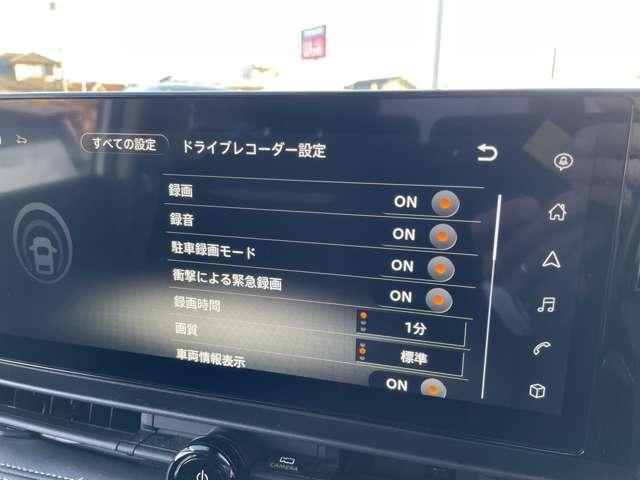 すべての設定
ドライブレコーダー設定
録画 ON
録音 ON
駐車録画モード ON
衝撃による緊急録画 ON
録画時間 1分
画質 標準
車両情報表示 ON
CAMERA